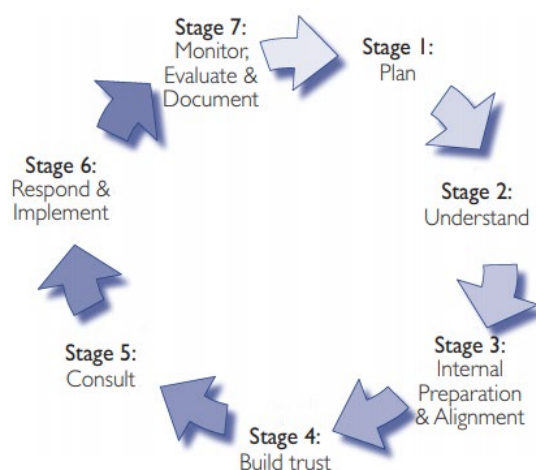 Stage 1:
Plan
Stage 2:
Understand
Stage 3:
Internal
Preparation
& Alignment
Stage 4:
Build trust
Stage 5:
Consult
Stage 6:
Respond &
Implement
Stage 7:
Monitor,
Evaluate &
Document